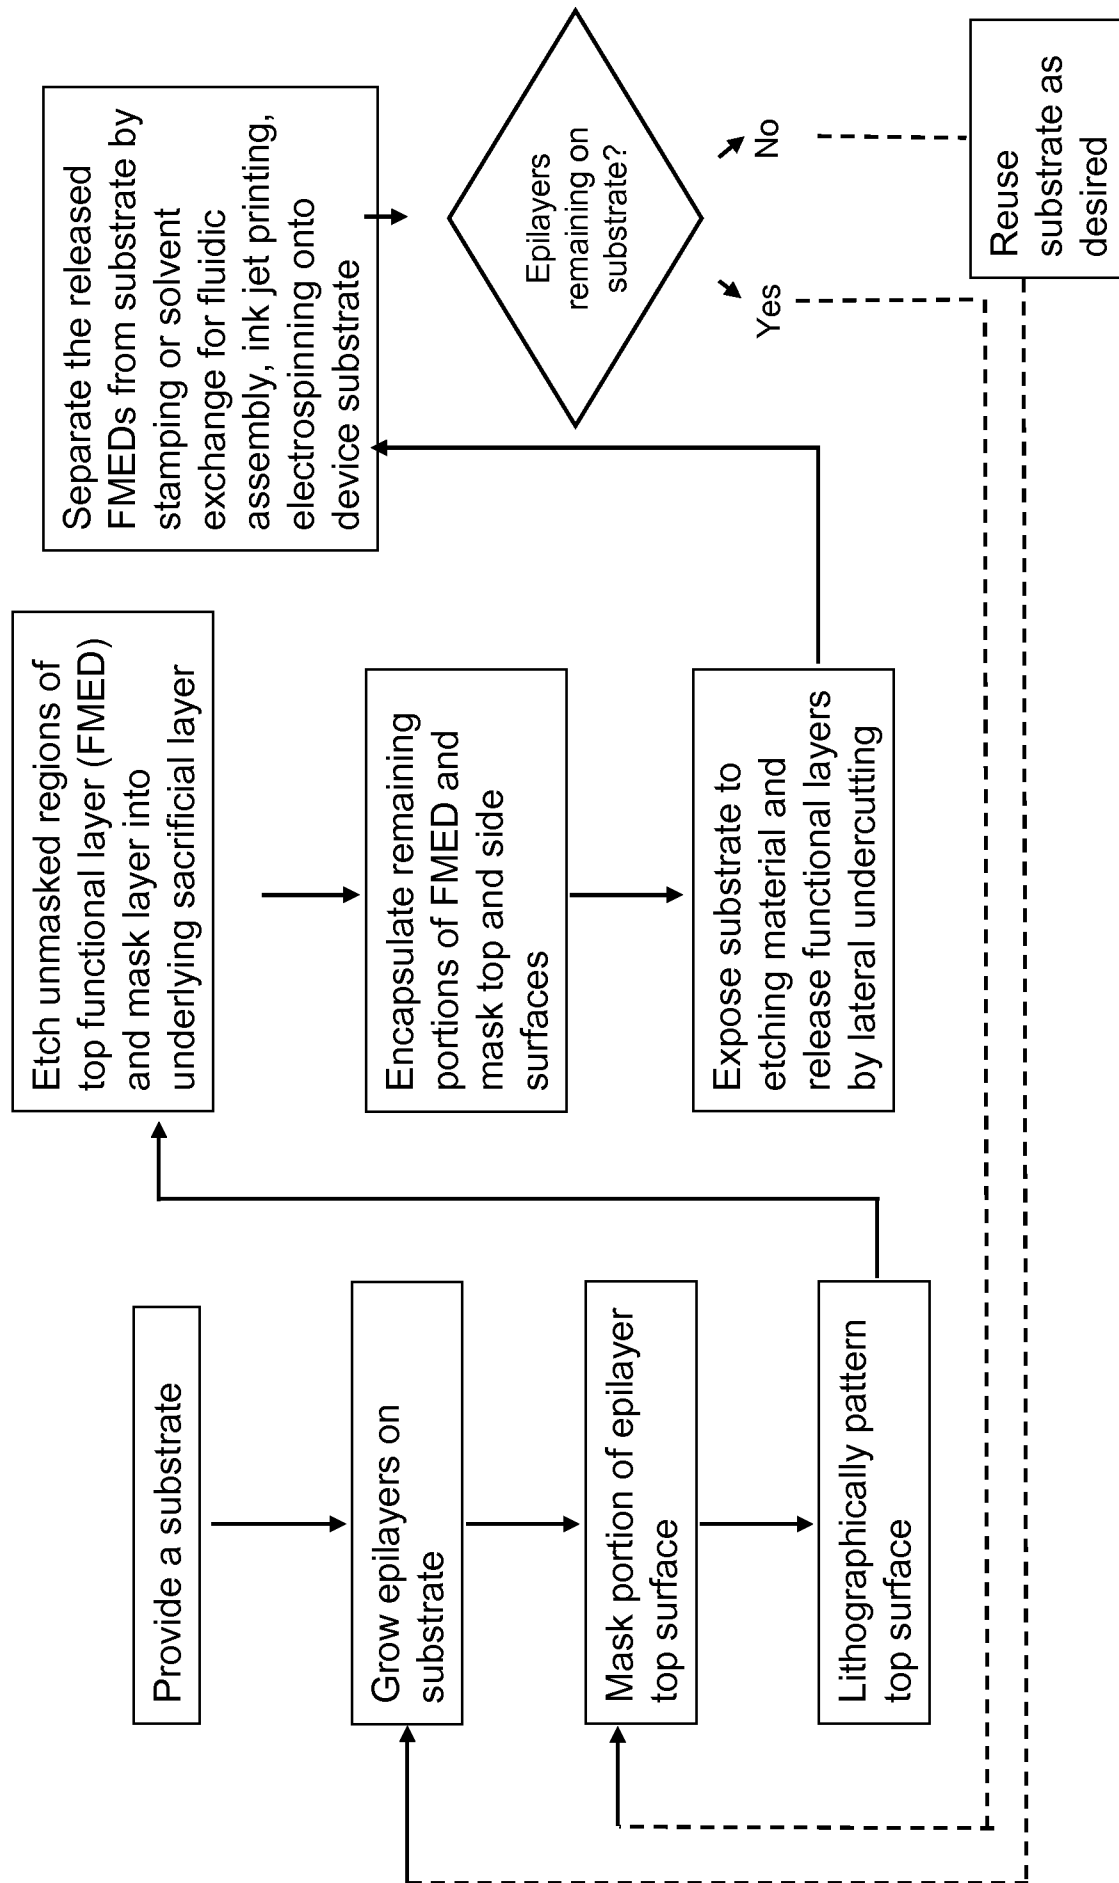 Provide a substrate
Grow epilayers on
substrate
Mask portion of epilayer
top surface
Lithographically pattern
top surface
Etch unmasked regions of
top functional layer (FMED)
and mask layer into
underlying sacrificial layer
Encapsulate remaining
portions of FMED and
mask top and side
surfaces
Expose substrate to
etching material and
release functional layers
by lateral undercutting
Separate the released
FMEDs from substrate by
stamping or solvent
exchange for fluidic
assembly, ink jet printing,
electrospinning onto
device substrate
Epilayers
remaining on
substrate?
Yes
No
Reuse
substrate as
desired